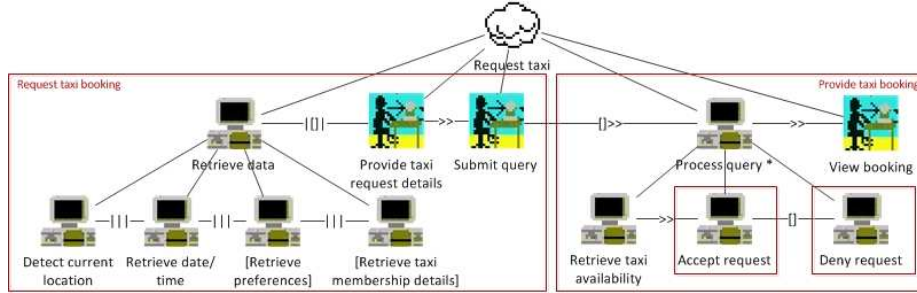 Request taxi
Request taxi booking
Provide taxi booking
|[]|
>>
[]>>
>>
Retrieve data
Provide taxi
request details
Submit query
Process query *
View booking
|||
|||
|||
>>
[]
Detect current
location
Retrieve date/
time
[Retrieve
preferences]
[Retrieve taxi
membership details]
Retrieve taxi
availability
Accept request
Deny request